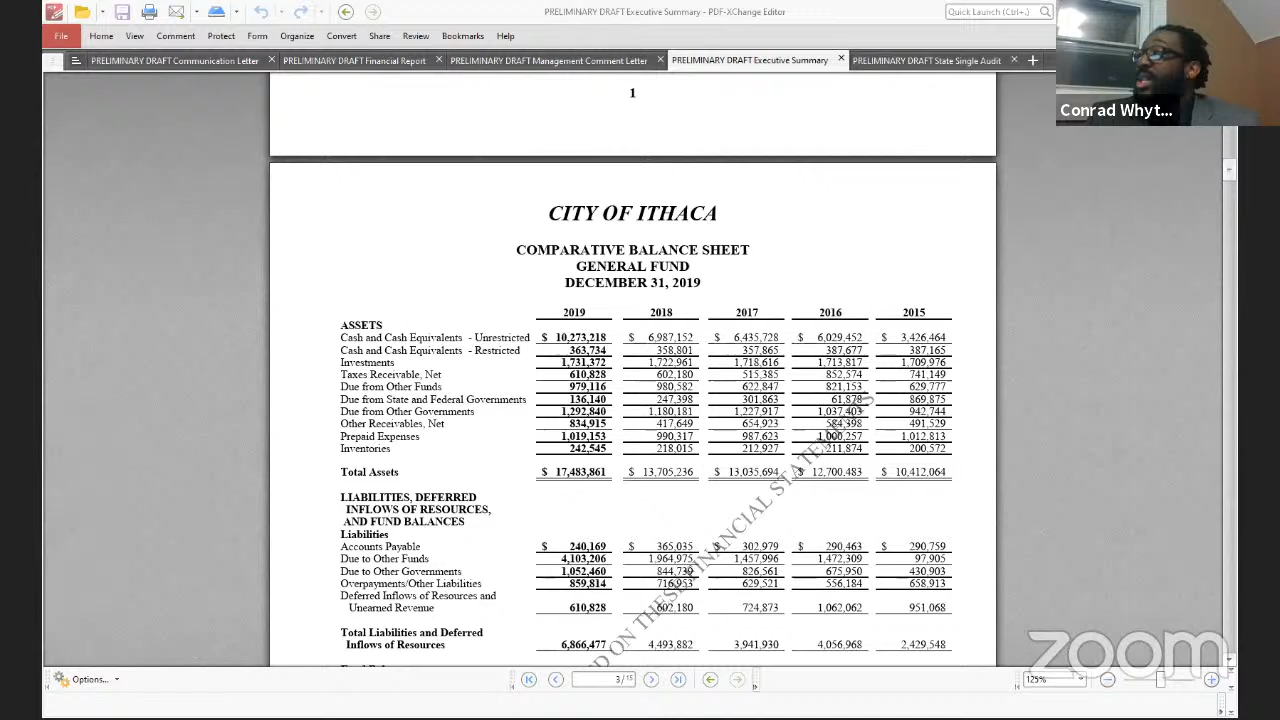 PRELIMINARY DRAFT Executive Summary - PDF-XChange Editor
Quick Launch (Ctrl+.)
File Home View Comment Protect Form Organize Convert Share Review Bookmarks Help
PRELIMINARY DRAFT Communication Letter PRELIMINARY DRAFT Financial Report PRELIMINARY DRAFT Management Comment Letter PRELIMINARY DRAFT Executive Summary PRELIMINARY DRAFT State Single Audit
Conrad Whyt...
1
CITY OF ITHACA
COMPARATIVE BALANCE SHEET
GENERAL FUND
DECEMBER 31, 2019
2019 2018 2017 2016 2015
ASSETS
Cash and Cash Equivalents - Unrestricted $ 10,273,218 $ 6,987,152 $ 6,435,728 $ 6,029,452 $ 3,426,464
Cash and Cash Equivalents - Restricted 363,734 358,801 357,865 387,677 387,165
Investments 1,731,372 1,722,961 1,718,616 1,713,817 1,709,976
Taxes Receivable, Net 610,828 602,180 515,385 852,574 741,149
Due from Other Funds 979,116 980,582 622,847 821,153 629,777
Due from State and Federal Governments 136,140 247,398 301,863 61,878 869,875
Due from Other Governments 1,292,840 1,180,181 1,227,917 1,037,403 942,744
Other Receivables, Net 834,915 417,649 654,923 584,398 491,529
Prepaid Expenses 1,019,153 990,317 987,623 1,000,257 1,012,813
Inventories 242,545 218,015 212,927 211,874 200,572
Total Assets $ 17,483,861 $ 13,705,236 $ 13,035,694 $ 12,700,483 $ 10,412,064
LIABILITIES, DEFERRED
INFLOWS OF RESOURCES,
AND FUND BALANCES
Liabilities
Accounts Payable $ 240,169 $ 365,035 $ 302,979 $ 290,463 $ 290,759
Due to Other Funds 4,103,206 1,964,975 1,457,996 1,472,309 97,905
Due to Other Governments 1,052,460 844,739 826,561 675,950 430,903
Overpayments/Other Liabilities 859,814 716,953 629,521 556,184 658,913
Deferred Inflows of Resources and
Unearned Revenue 610,828 602,180 724,873 1,062,062 951,068
Total Liabilities and Deferred
Inflows of Resources 6,866,477 4,493,882 3,941,930 4,056,968 2,429,548
ED ON THESE FINANCIAL STATEMENTS
zoom
Options...
3 / 15
125%